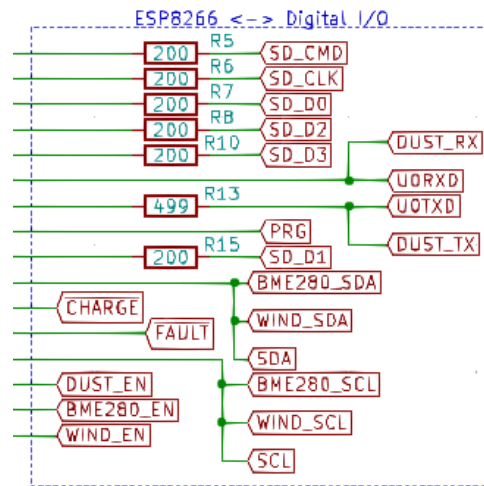 ESP8266 <-> Digital I/O
R5
200 SD_CMD
R6
200 SD_CLK
R7
200 SD_D0
R8
200 SD_D2
R10
200 SD_D3
DUST_RX
U0RXD
R13
499 U0TXD
PRG
DUST_TX
R15
200 SD_D1
BME280_SDA
CHARGE
WIND_SDA
FAULT
SDA
DUST_EN
BME280_SCL
BME280_EN
WIND_SCL
WIND_EN
SCL